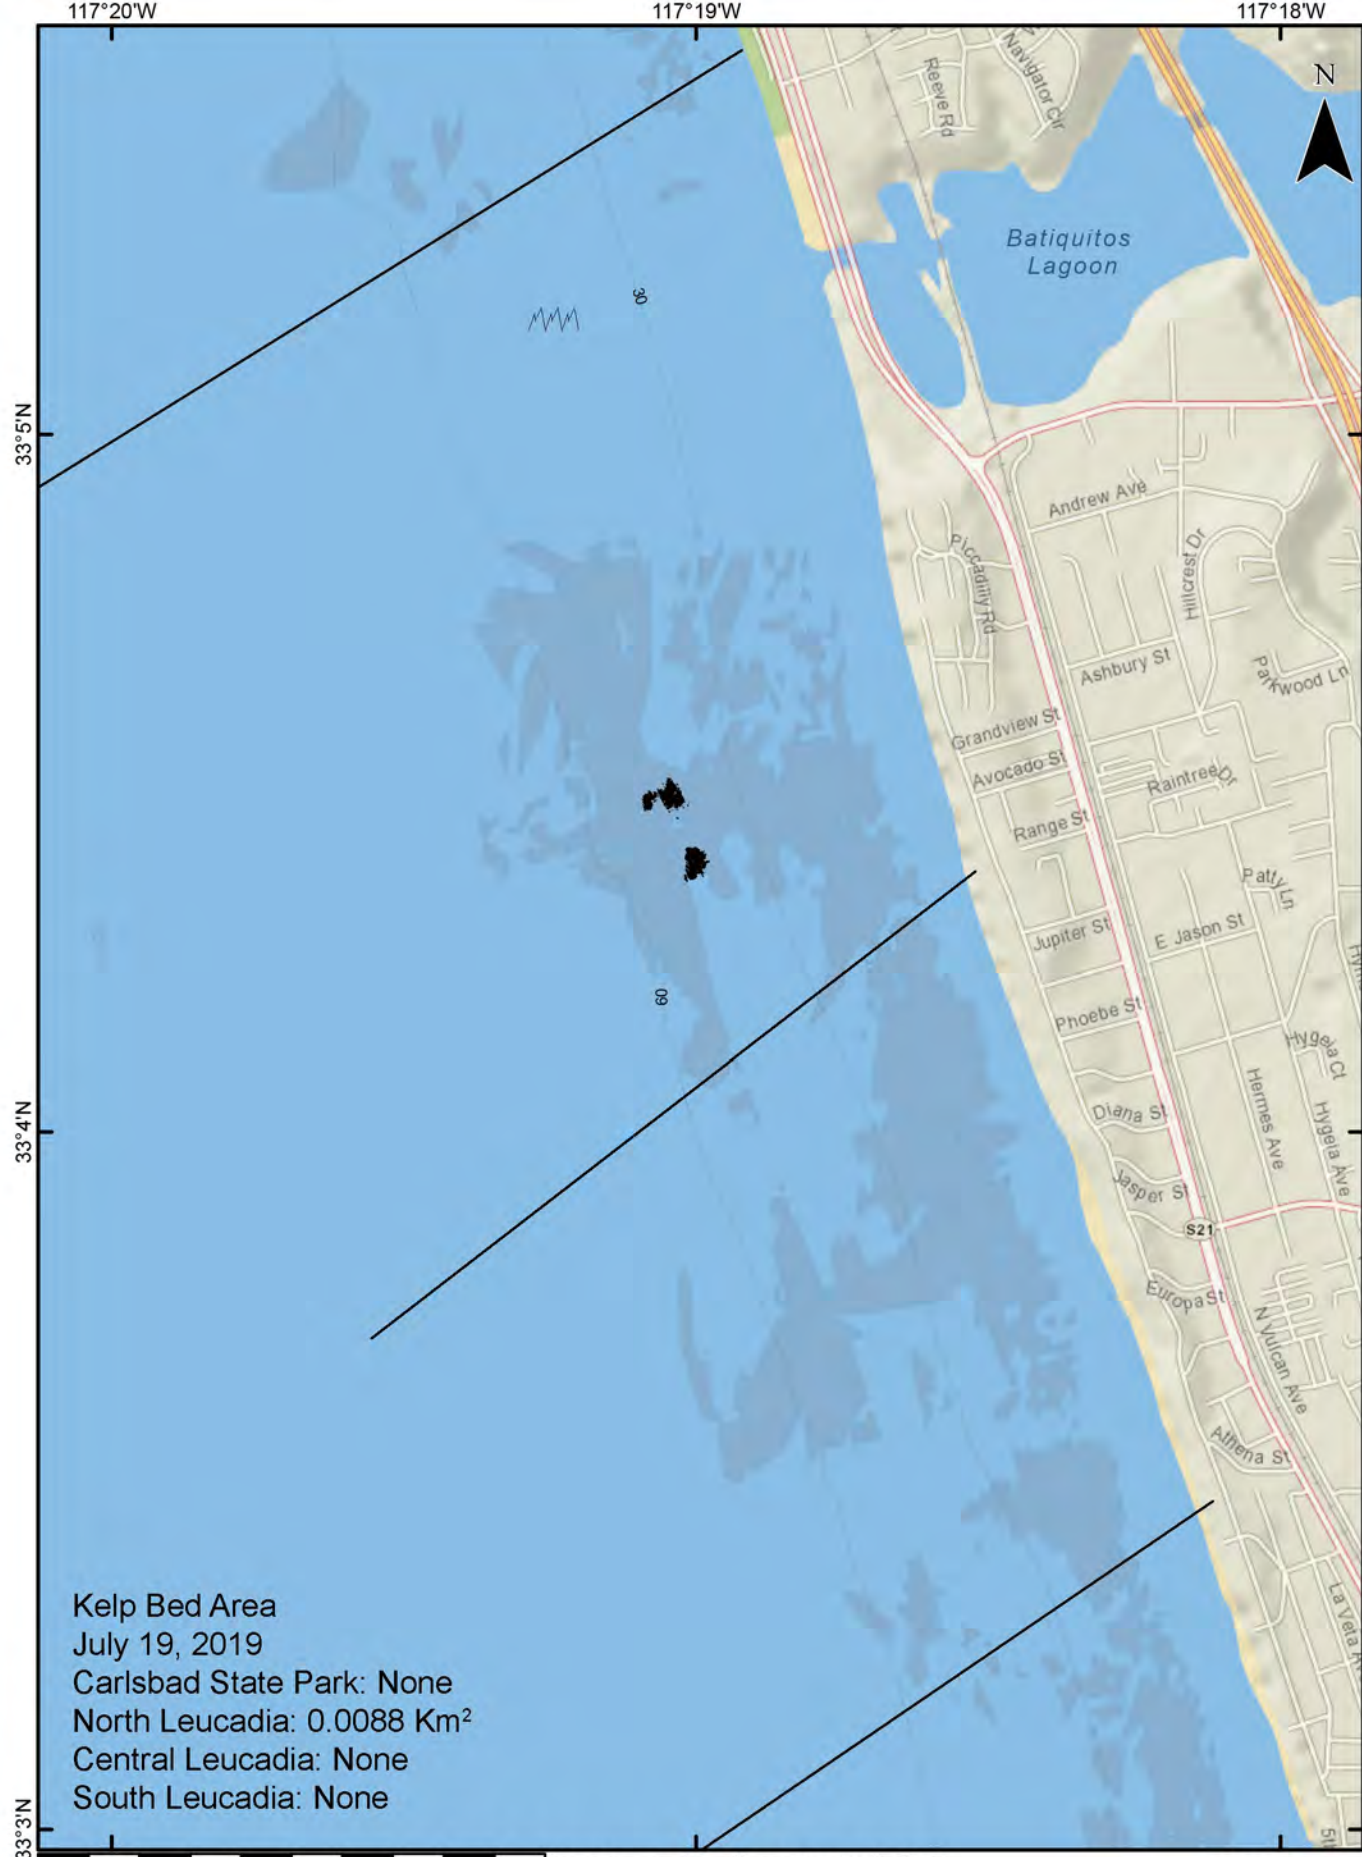 117°20'W
117°19'W
117°18'W
N
Reeve Rd
Navigator Cir
Batiquitos
Lagoon
30
33°5'N
Andrew Ave
Piccadilly Rd
Hillcrest Dr
Ashbury St
Parkwood Ln
Grandview St
Avocado St
Raintree Dr
Range St
Patty Ln
Jupiter St
E Jason St
60
Phoebe St
Hygeia Ct
33°4'N
Diana St
Hermes Ave
Hygeia Ave
Jasper St
S21
Europa St
N Vulcan Ave
Athena St
La Veta
Kelp Bed Area
July 19, 2019
Carlsbad State Park: None
North Leucadia: 0.0088 Km²
Central Leucadia: None
South Leucadia: None
33°3'N